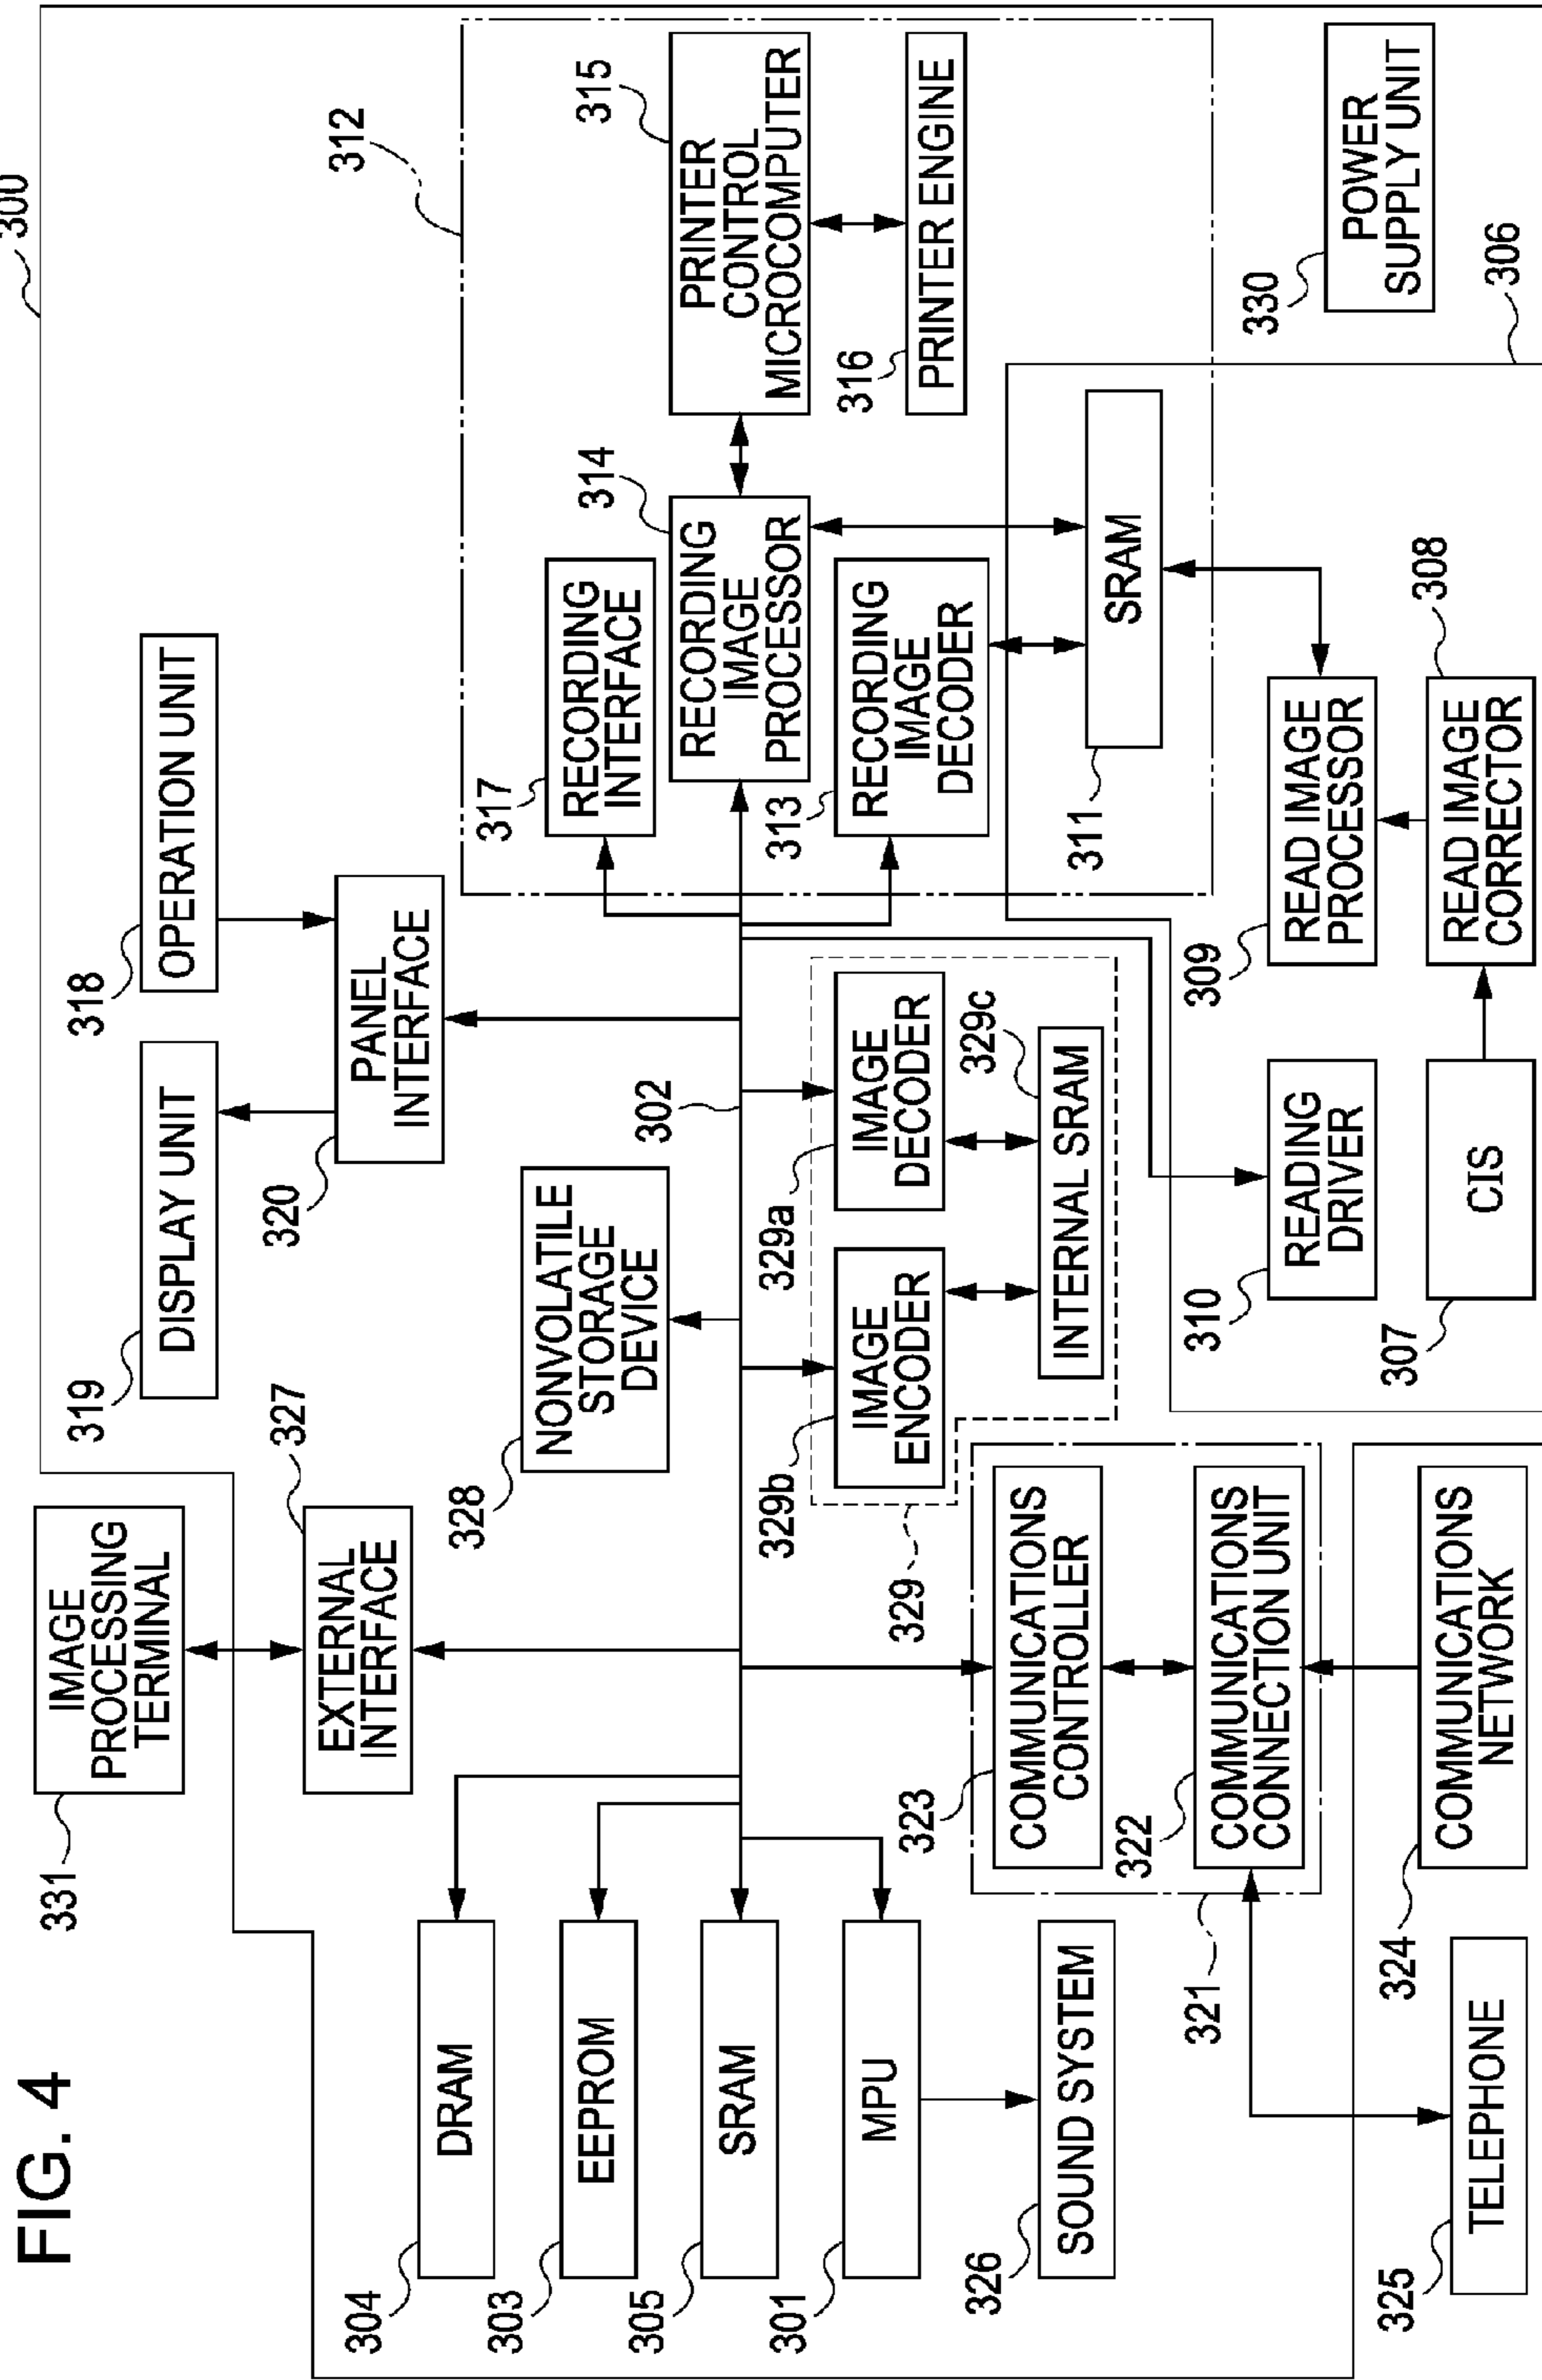 FIG. 4
300
331
IMAGE
PROCESSING
TERMINAL
327
EXTERNAL
INTERFACE
319
DISPLAY UNIT
318
OPERATION UNIT
320
PANEL
INTERFACE
304
DRAM
303
EEPROM
305
SRAM
301
MPU
326
SOUND SYSTEM
328
NONVOLATILE
STORAGE
DEVICE
302
329b
IMAGE
ENCODER
329a
IMAGE
DECODER
329c
INTERNAL SRAM
329
312
317
RECORDING
INTERFACE
314
RECORDING
IMAGE
PROCESSOR
315
PRINTER
CONTROL
MICROCOMPUTER
313
RECORDING
IMAGE
DECODER
316
PRINTER ENGINE
311
SRAM
323
COMMUNICATIONS
CONTROLLER
322
COMMUNICATIONS
CONNECTION UNIT
321
324
COMMUNICATIONS
NETWORK
325
TELEPHONE
310
READING
DRIVER
309
READ IMAGE
PROCESSOR
307
CIS
308
READ IMAGE
CORRECTOR
330
POWER
SUPPLY UNIT
306